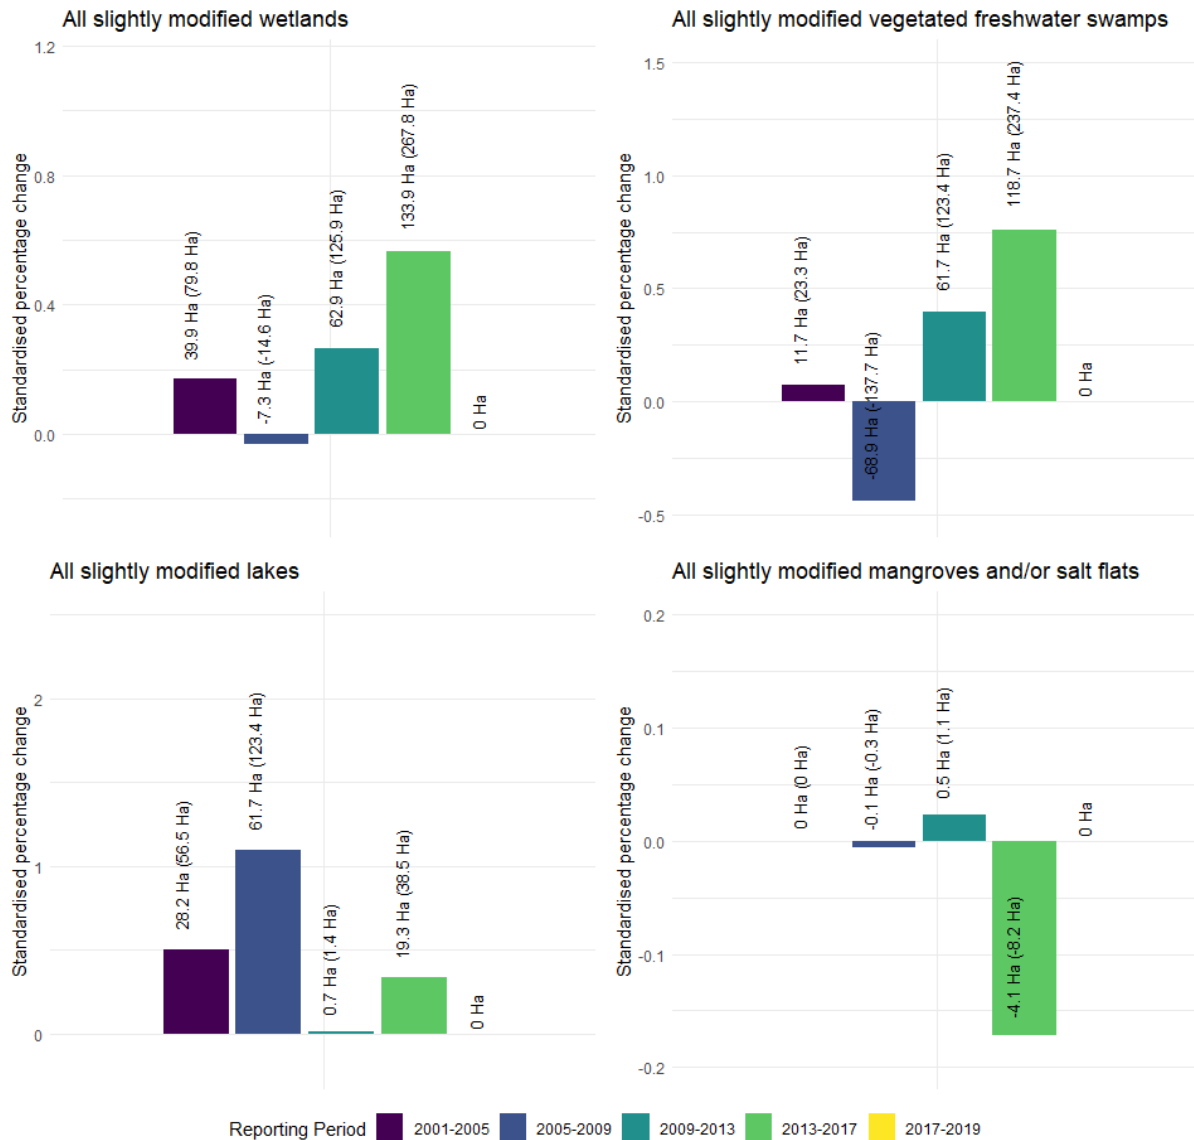 All slightly modified wetlands
1.2
0.8
0.4
0.0
Standardised percentage change
39.9 Ha (79.8 Ha)
-7.3 Ha (-14.6 Ha)
62.9 Ha (125.9 Ha)
133.9 Ha (267.8 Ha)
0 Ha
All slightly modified vegetated freshwater swamps
1.5
1.0
0.5
0.0
-0.5
Standardised percentage change
11.7 Ha (23.3 Ha)
-68.9 Ha (-137.7 Ha)
61.7 Ha (123.4 Ha)
118.7 Ha (237.4 Ha)
0 Ha
All slightly modified lakes
2
1
0
Standardised percentage change
28.2 Ha (56.5 Ha)
61.7 Ha (123.4 Ha)
0.7 Ha (1.4 Ha)
19.3 Ha (38.5 Ha)
0 Ha
All slightly modified mangroves and/or salt flats
0.2
0.1
0.0
-0.1
-0.2
Standardised percentage change
0 Ha (0 Ha)
-0.1 Ha (-0.3 Ha)
0.5 Ha (1.1 Ha)
-4.1 Ha (-8.2 Ha)
0 Ha
Reporting Period 2001-2005 2005-2009 2009-2013 2013-2017 2017-2019